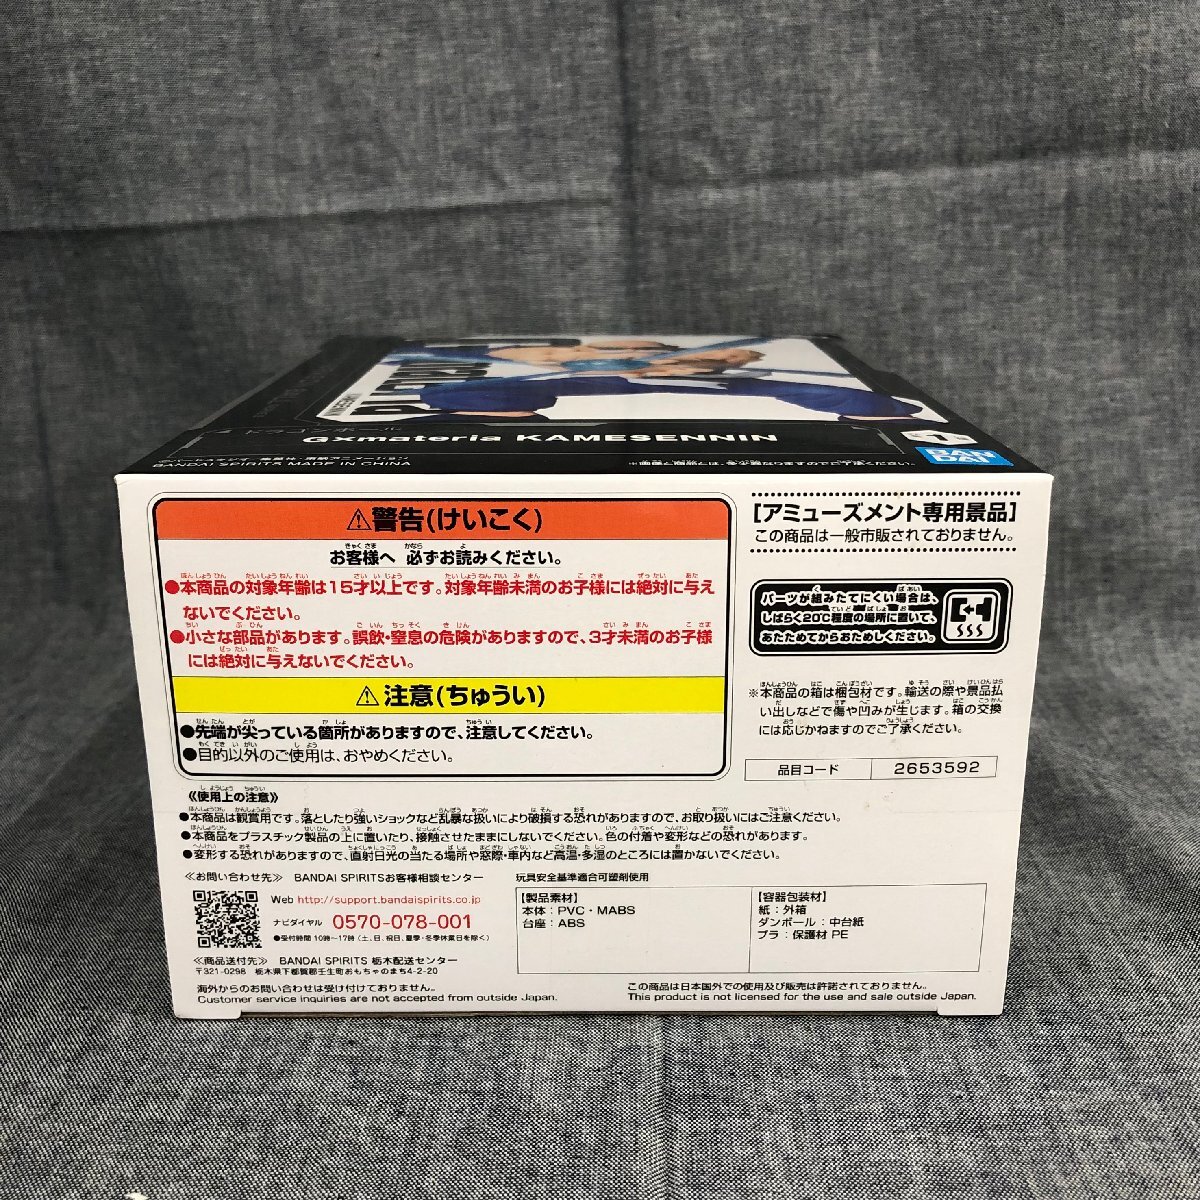 ドラゴンボール
Gxmateria KAMESENNIN
BANDAI SPIRITS MADE IN CHINA
BANDAI
⚠警告(けいこく)
お客様へ 必ずお読みください。
●本商品の対象年齢は15才以上です。対象年齢未満のお子様には絶対に与え
ないでください。
●小さな部品があります。誤飲・窒息の危険がありますので、3才未満のお子様
には絶対に与えないでください。
⚠注意(ちゅうい)
●先端が尖っている箇所がありますので、注意してください。
●目的以外のご使用は、おやめください。
[アミューズメント専用景品]
この商品は一般市販されておりません。
パーツが組みたてにくい場合は、
しばらく20℃程度の場所に置いて、
あたためてからおためしください。
※本商品の箱は梱包材です。輸送の際や景品払
い出しなどで傷や凹みが生じます。箱の交換
には応じかねますのでご了承ください。
品目コード 2653592
《使用上の注意》
●本商品は観賞用です。落としたり強いショックなど乱暴な扱いにより破損する恐れがありますので、お取り扱いにはご注意ください。
●本商品をプラスチック製品の上に置いたり、接触させたままにしないでください。色の付着や変形などの恐れがあります。
●変形する恐れがありますので、直射日光の当たる場所や窓際・車内など高温・多湿のところには置かないでください。
≪お問い合わせ先≫ BANDAI SPIRITSお客様相談センター
Web http://support.bandaispirits.co.jp
ナビダイヤル 0570-078-001
●受付時間 10時~17時(土、日、祝日、夏季・冬季休業日を除く)
≪商品送付先≫ BANDAI SPIRITS 栃木配送センター
〒321-0298 栃木県下都賀郡壬生町おもちゃのまち4-2-20
海外からのお問い合わせは受け付けておりません。
Customer service inquiries are not accepted from outside Japan.
玩具安全基準適合可塑剤使用
【製品素材】
本体:PVC・MABS
台座:ABS
【容器包装材】
紙:外箱
ダンボール:中台紙
プラ:保護材 PE
この商品は日本国外での使用及び販売は許諾されておりません。
This product is not licensed for the use and sale outside Japan.